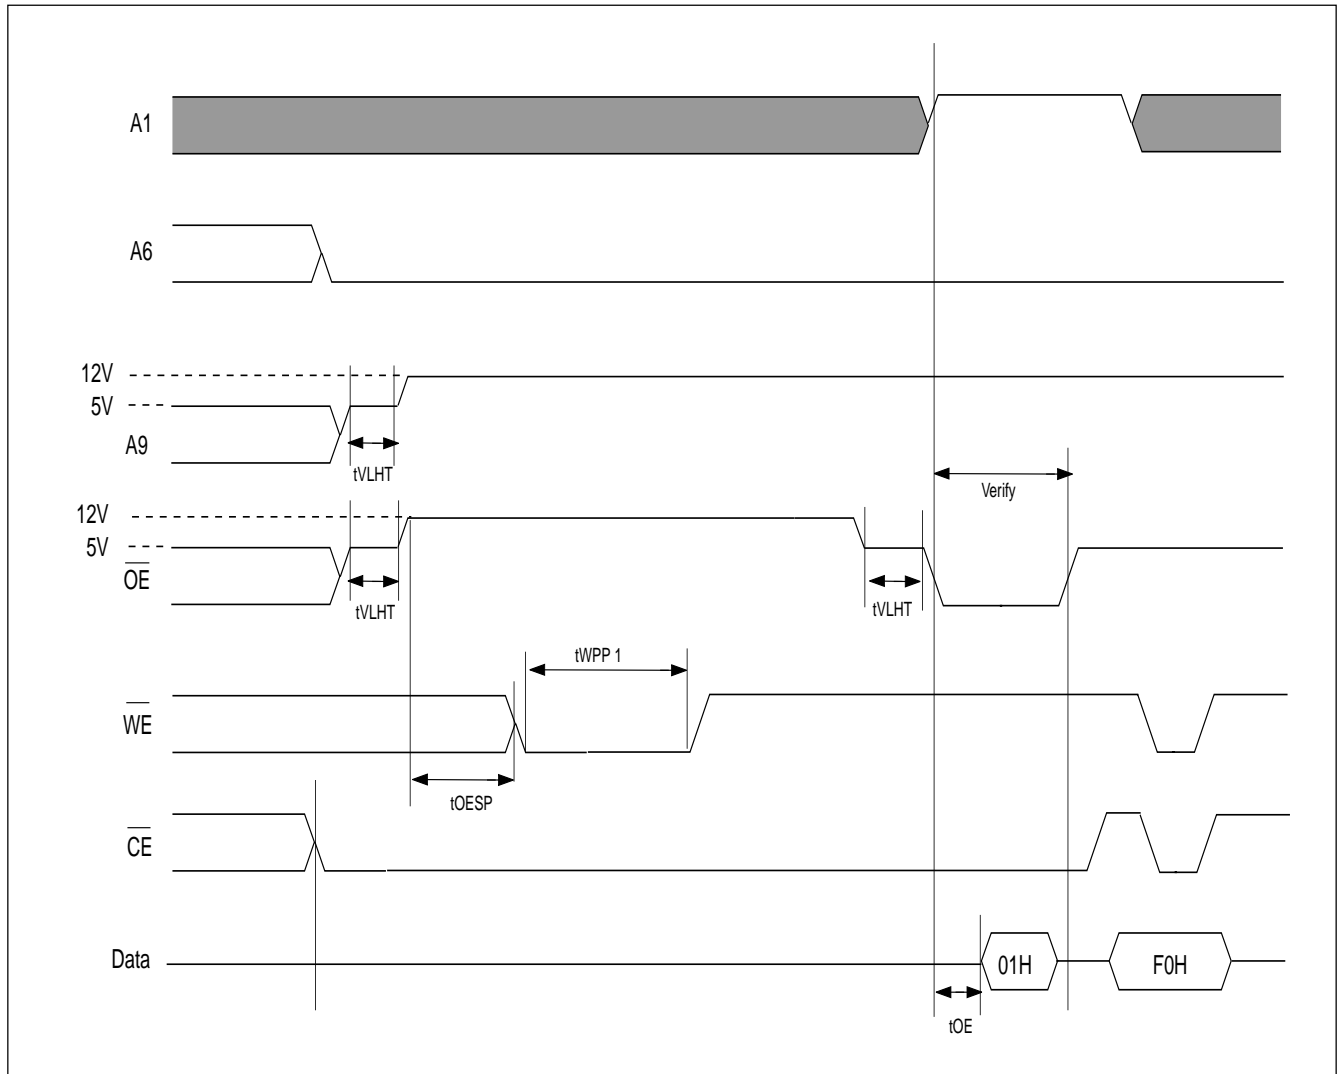 A1
A6
12V
5V
A9
tVLHT
Verify
12V
5V
OE
tVLHT
tVLHT
tWPP 1
WE
tOESP
CE
Data
01H
F0H
tOE